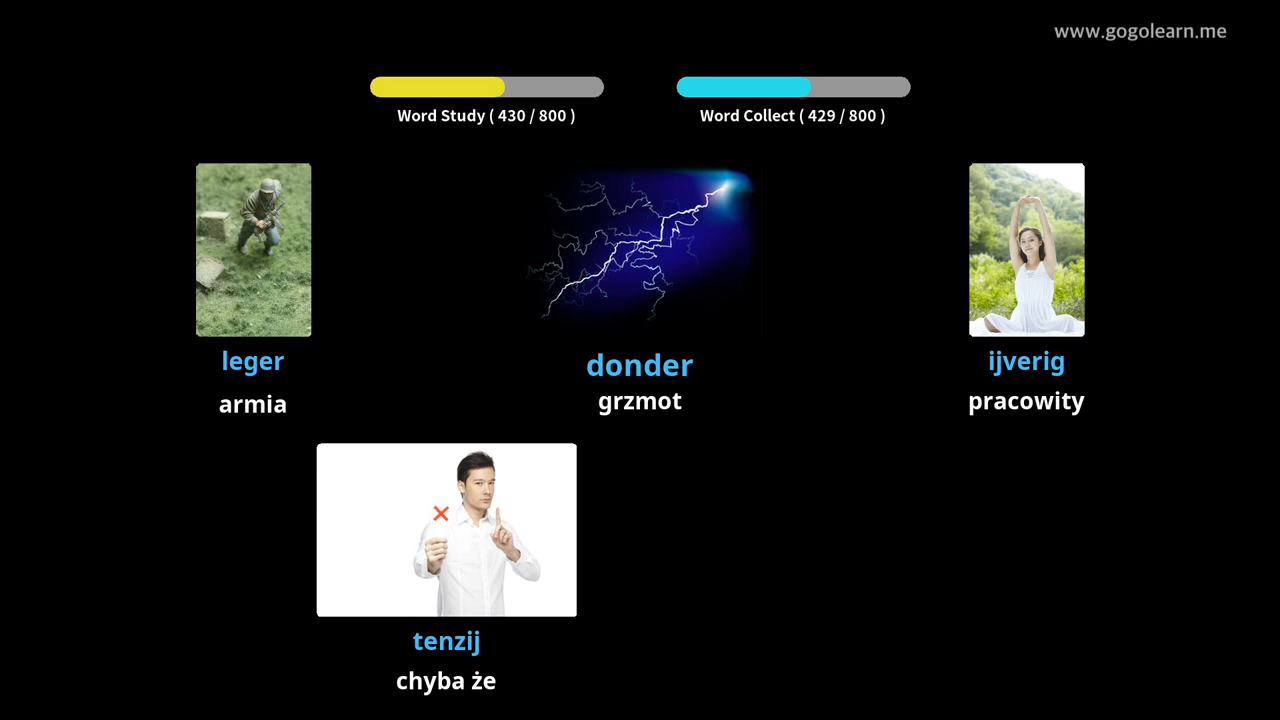 www.gogolearn.me
Word Study ( 430 / 800 )
Word Collect ( 429 / 800 )
leger
armia
donder
grzmot
ijverig
pracowity
tenzij
chyba że